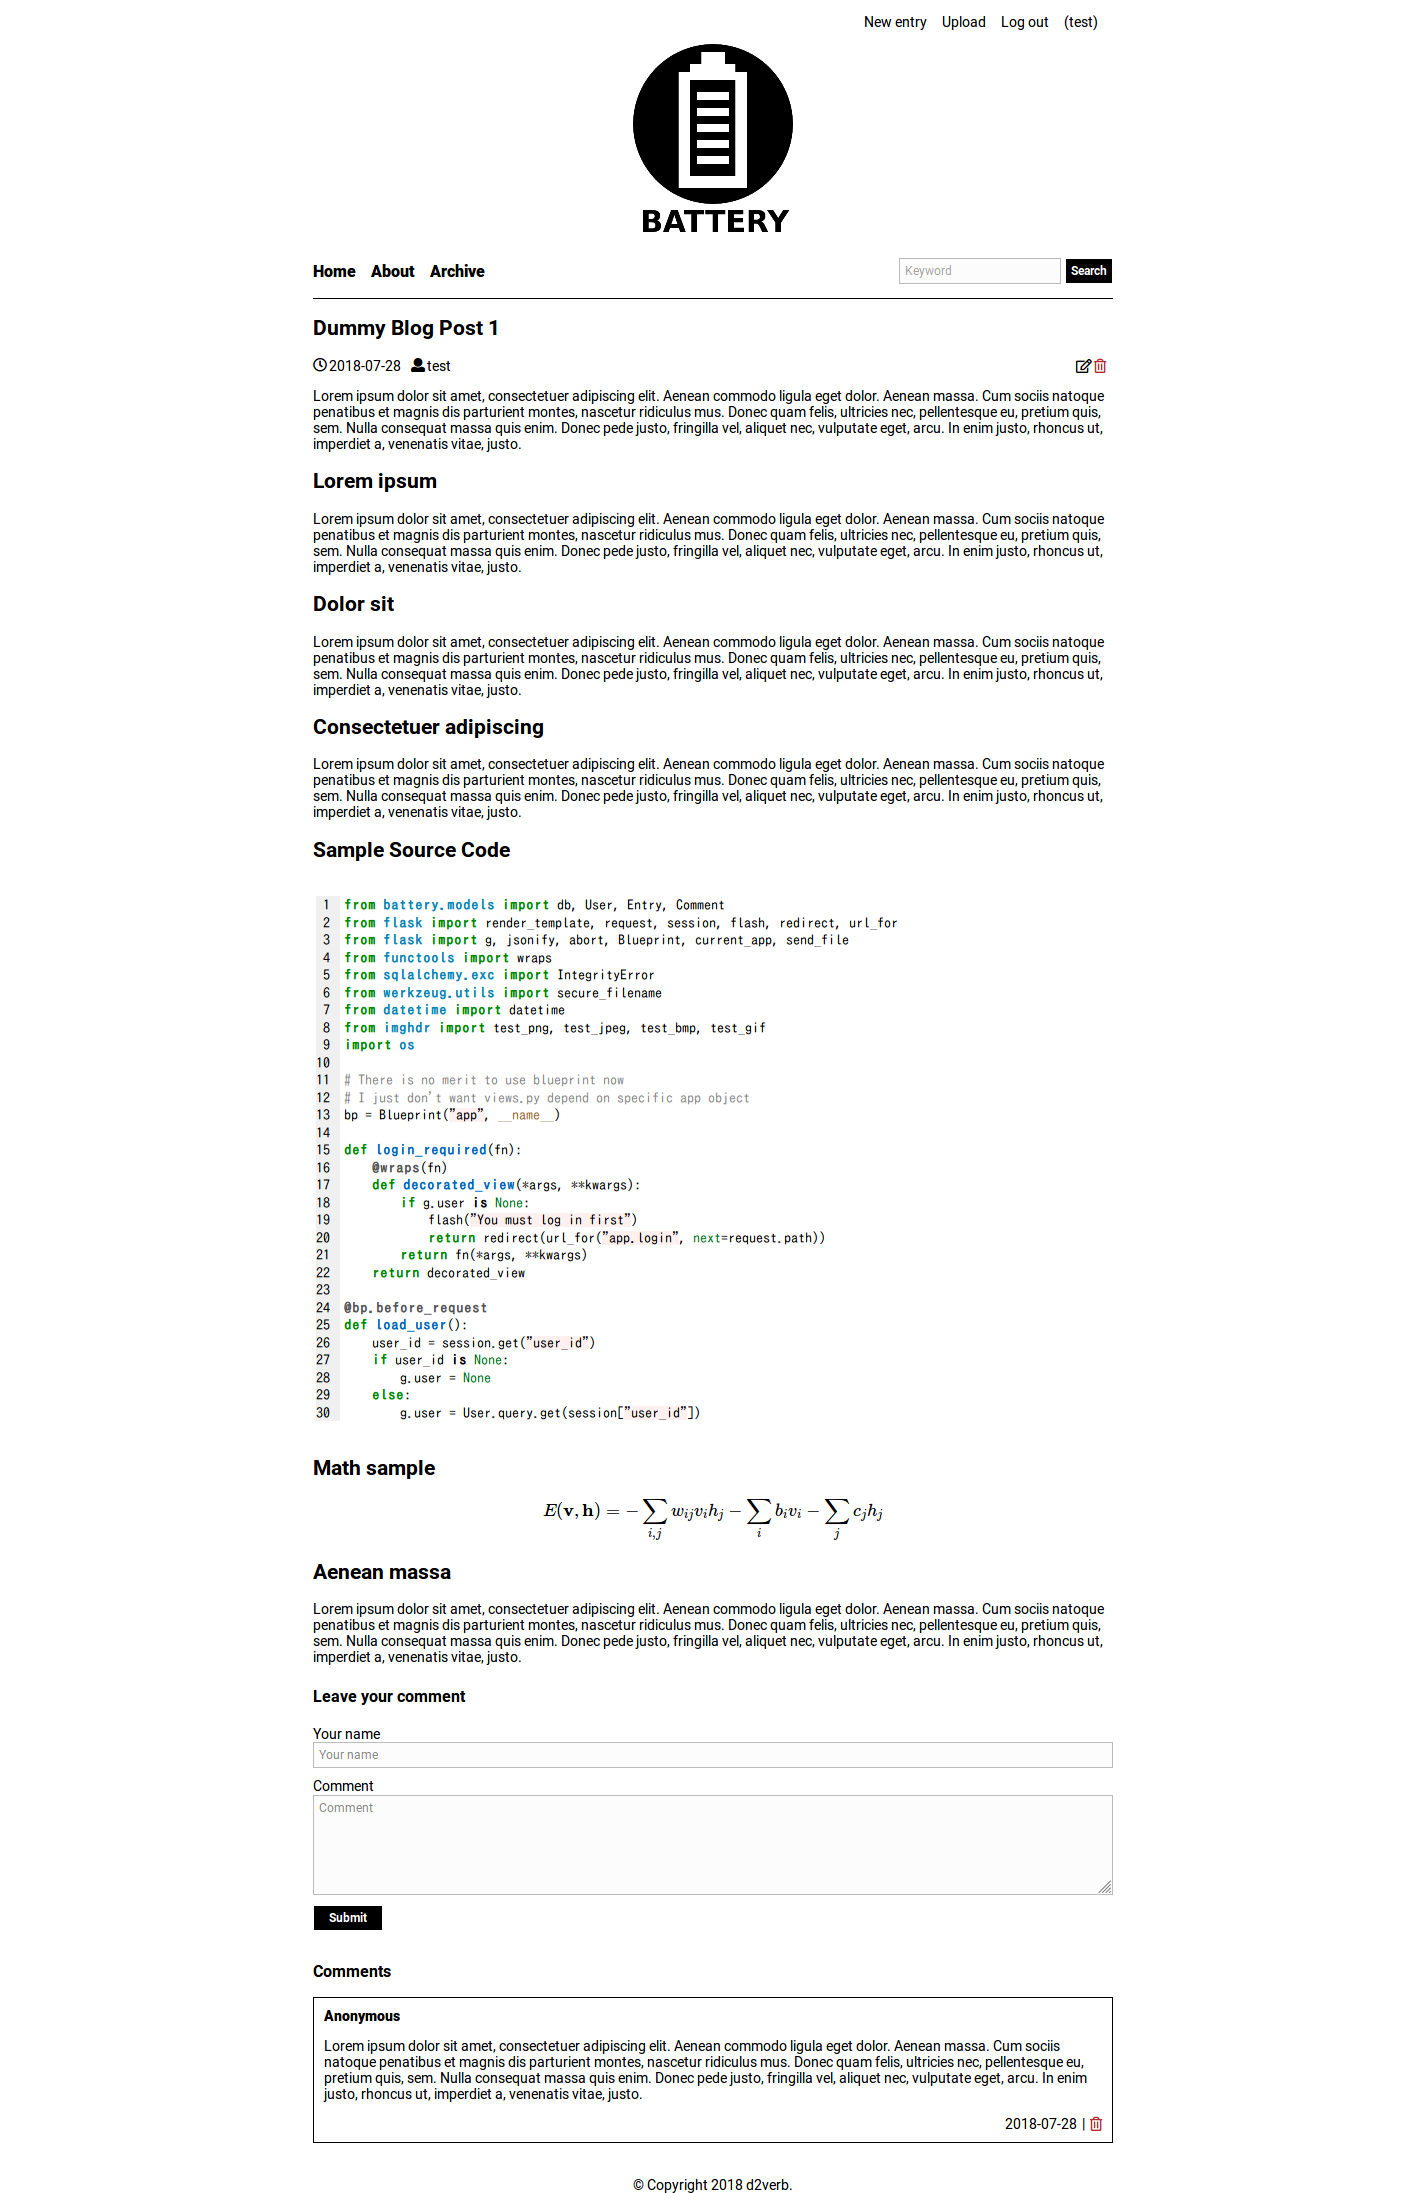 New entry Upload Log out (test)
BATTERY
Home About Archive Keyword Search
Dummy Blog Post 1
2018-07-28 test
Lorem ipsum dolor sit amet, consectetuer adipiscing elit. Aenean commodo ligula eget dolor. Aenean massa. Cum sociis natoque
penatibus et magnis dis parturient montes, nascetur ridiculus mus. Donec quam felis, ultricies nec, pellentesque eu, pretium quis,
sem. Nulla consequat massa quis enim. Donec pede justo, fringilla vel, aliquet nec, vulputate eget, arcu. In enim justo, rhoncus ut,
imperdiet a, venenatis vitae, justo.
Lorem ipsum
Lorem ipsum dolor sit amet, consectetuer adipiscing elit. Aenean commodo ligula eget dolor. Aenean massa. Cum sociis natoque
penatibus et magnis dis parturient montes, nascetur ridiculus mus. Donec quam felis, ultricies nec, pellentesque eu, pretium quis,
sem. Nulla consequat massa quis enim. Donec pede justo, fringilla vel, aliquet nec, vulputate eget, arcu. In enim justo, rhoncus ut,
imperdiet a, venenatis vitae, justo.
Dolor sit
Lorem ipsum dolor sit amet, consectetuer adipiscing elit. Aenean commodo ligula eget dolor. Aenean massa. Cum sociis natoque
penatibus et magnis dis parturient montes, nascetur ridiculus mus. Donec quam felis, ultricies nec, pellentesque eu, pretium quis,
sem. Nulla consequat massa quis enim. Donec pede justo, fringilla vel, aliquet nec, vulputate eget, arcu. In enim justo, rhoncus ut,
imperdiet a, venenatis vitae, justo.
Consectetuer adipiscing
Lorem ipsum dolor sit amet, consectetuer adipiscing elit. Aenean commodo ligula eget dolor. Aenean massa. Cum sociis natoque
penatibus et magnis dis parturient montes, nascetur ridiculus mus. Donec quam felis, ultricies nec, pellentesque eu, pretium quis,
sem. Nulla consequat massa quis enim. Donec pede justo, fringilla vel, aliquet nec, vulputate eget, arcu. In enim justo, rhoncus ut,
imperdiet a, venenatis vitae, justo.
Sample Source Code
1 from battery.models import db, User, Entry, Comment
2 from flask import render_template, request, session, flash, redirect, url_for
3 from flask import g, jsonify, abort, Blueprint, current_app, send_file
4 from functools import wraps
5 from sqlalchemy.exc import IntegrityError
6 from werkzeug.utils import secure_filename
7 from datetime import datetime
8 from imghdr import test_png, test_jpeg, test_bmp, test_gif
9 import os
10
11 # There is no merit to use blueprint now
12 # I just don't want views.py depend on specific app object
13 bp = Blueprint("app", __name__)
14
15 def login_required(fn):
16     @wraps(fn)
17     def decorated_view(*args, **kwargs):
18         if g.user is None:
19             flash("You must log in first")
20             return redirect(url_for("app.login", next=request.path))
21         return fn(*args, **kwargs)
22     return decorated_view
23
24 @bp.before_request
25 def load_user():
26     user_id = session.get("user_id")
27     if user_id is None:
28         g.user = None
29     else:
30         g.user = User.query.get(session["user_id"])
Math sample
E(v, h) = −∑_{i,j} w_{ij}v_ih_j − ∑_i b_iv_i − ∑_j c_jh_j
Aenean massa
Lorem ipsum dolor sit amet, consectetuer adipiscing elit. Aenean commodo ligula eget dolor. Aenean massa. Cum sociis natoque
penatibus et magnis dis parturient montes, nascetur ridiculus mus. Donec quam felis, ultricies nec, pellentesque eu, pretium quis,
sem. Nulla consequat massa quis enim. Donec pede justo, fringilla vel, aliquet nec, vulputate eget, arcu. In enim justo, rhoncus ut,
imperdiet a, venenatis vitae, justo.
Leave your comment
Your name
Your name
Comment
Comment
Submit
Comments
Anonymous
Lorem ipsum dolor sit amet, consectetuer adipiscing elit. Aenean commodo ligula eget dolor. Aenean massa. Cum sociis
natoque penatibus et magnis dis parturient montes, nascetur ridiculus mus. Donec quam felis, ultricies nec, pellentesque eu,
pretium quis, sem. Nulla consequat massa quis enim. Donec pede justo, fringilla vel, aliquet nec, vulputate eget, arcu. In enim
justo, rhoncus ut, imperdiet a, venenatis vitae, justo.
2018-07-28 |
© Copyright 2018 d2verb.